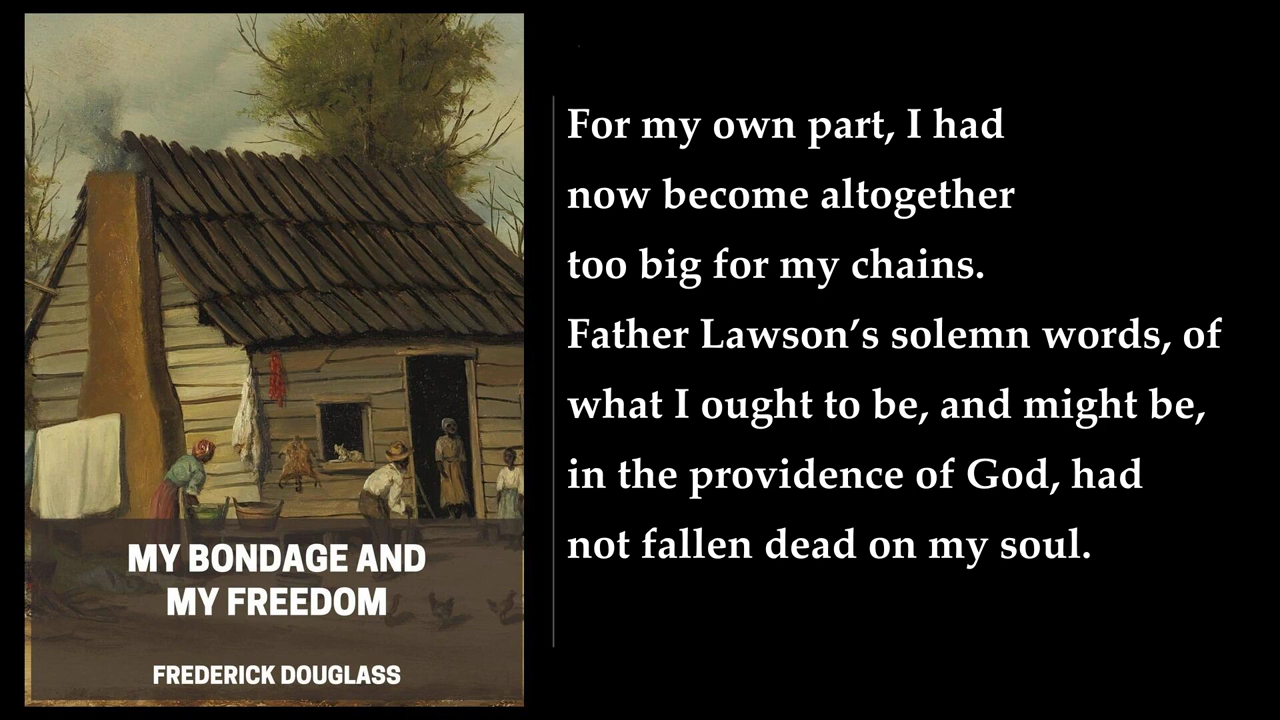 MY BONDAGE AND
MY FREEDOM
FREDERICK DOUGLASS
For my own part, I had
now become altogether
too big for my chains.
Father Lawson’s solemn words, of
what I ought to be, and might be,
in the providence of God, had
not fallen dead on my soul.